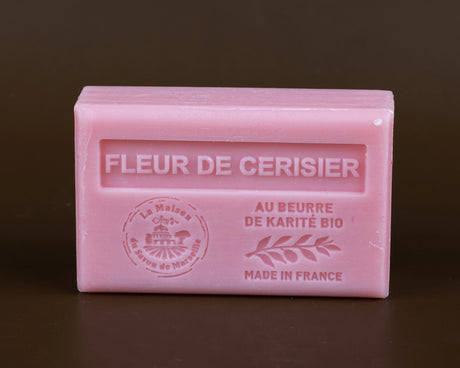 FLEUR DE CERISIER
La Maison
du Savon de Marseille
AU BEURRE
DE KARITÉ BIO
MADE IN FRANCE